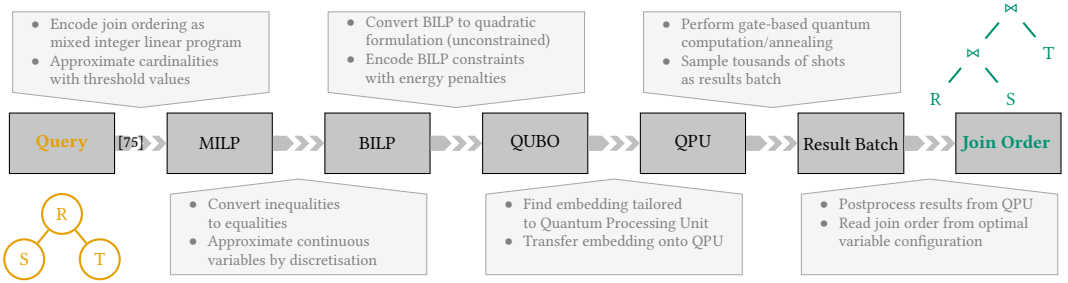 ● Encode join ordering as
mixed integer linear program
● Approximate cardinalities
with threshold values
● Convert BILP to quadratic
formulation (unconstrained)
● Encode BILP constraints
with energy penalties
● Perform gate-based quantum
computation/annealing
● Sample tousands of shots
as results batch
⋈
⋈ T
R S
Query [75] MILP BILP QUBO QPU Result Batch Join Order
R
S T
● Convert inequalities
to equalities
● Approximate continuous
variables by discretisation
● Find embedding tailored
to Quantum Processing Unit
● Transfer embedding onto QPU
● Postprocess results from QPU
● Read join order from optimal
variable configuration